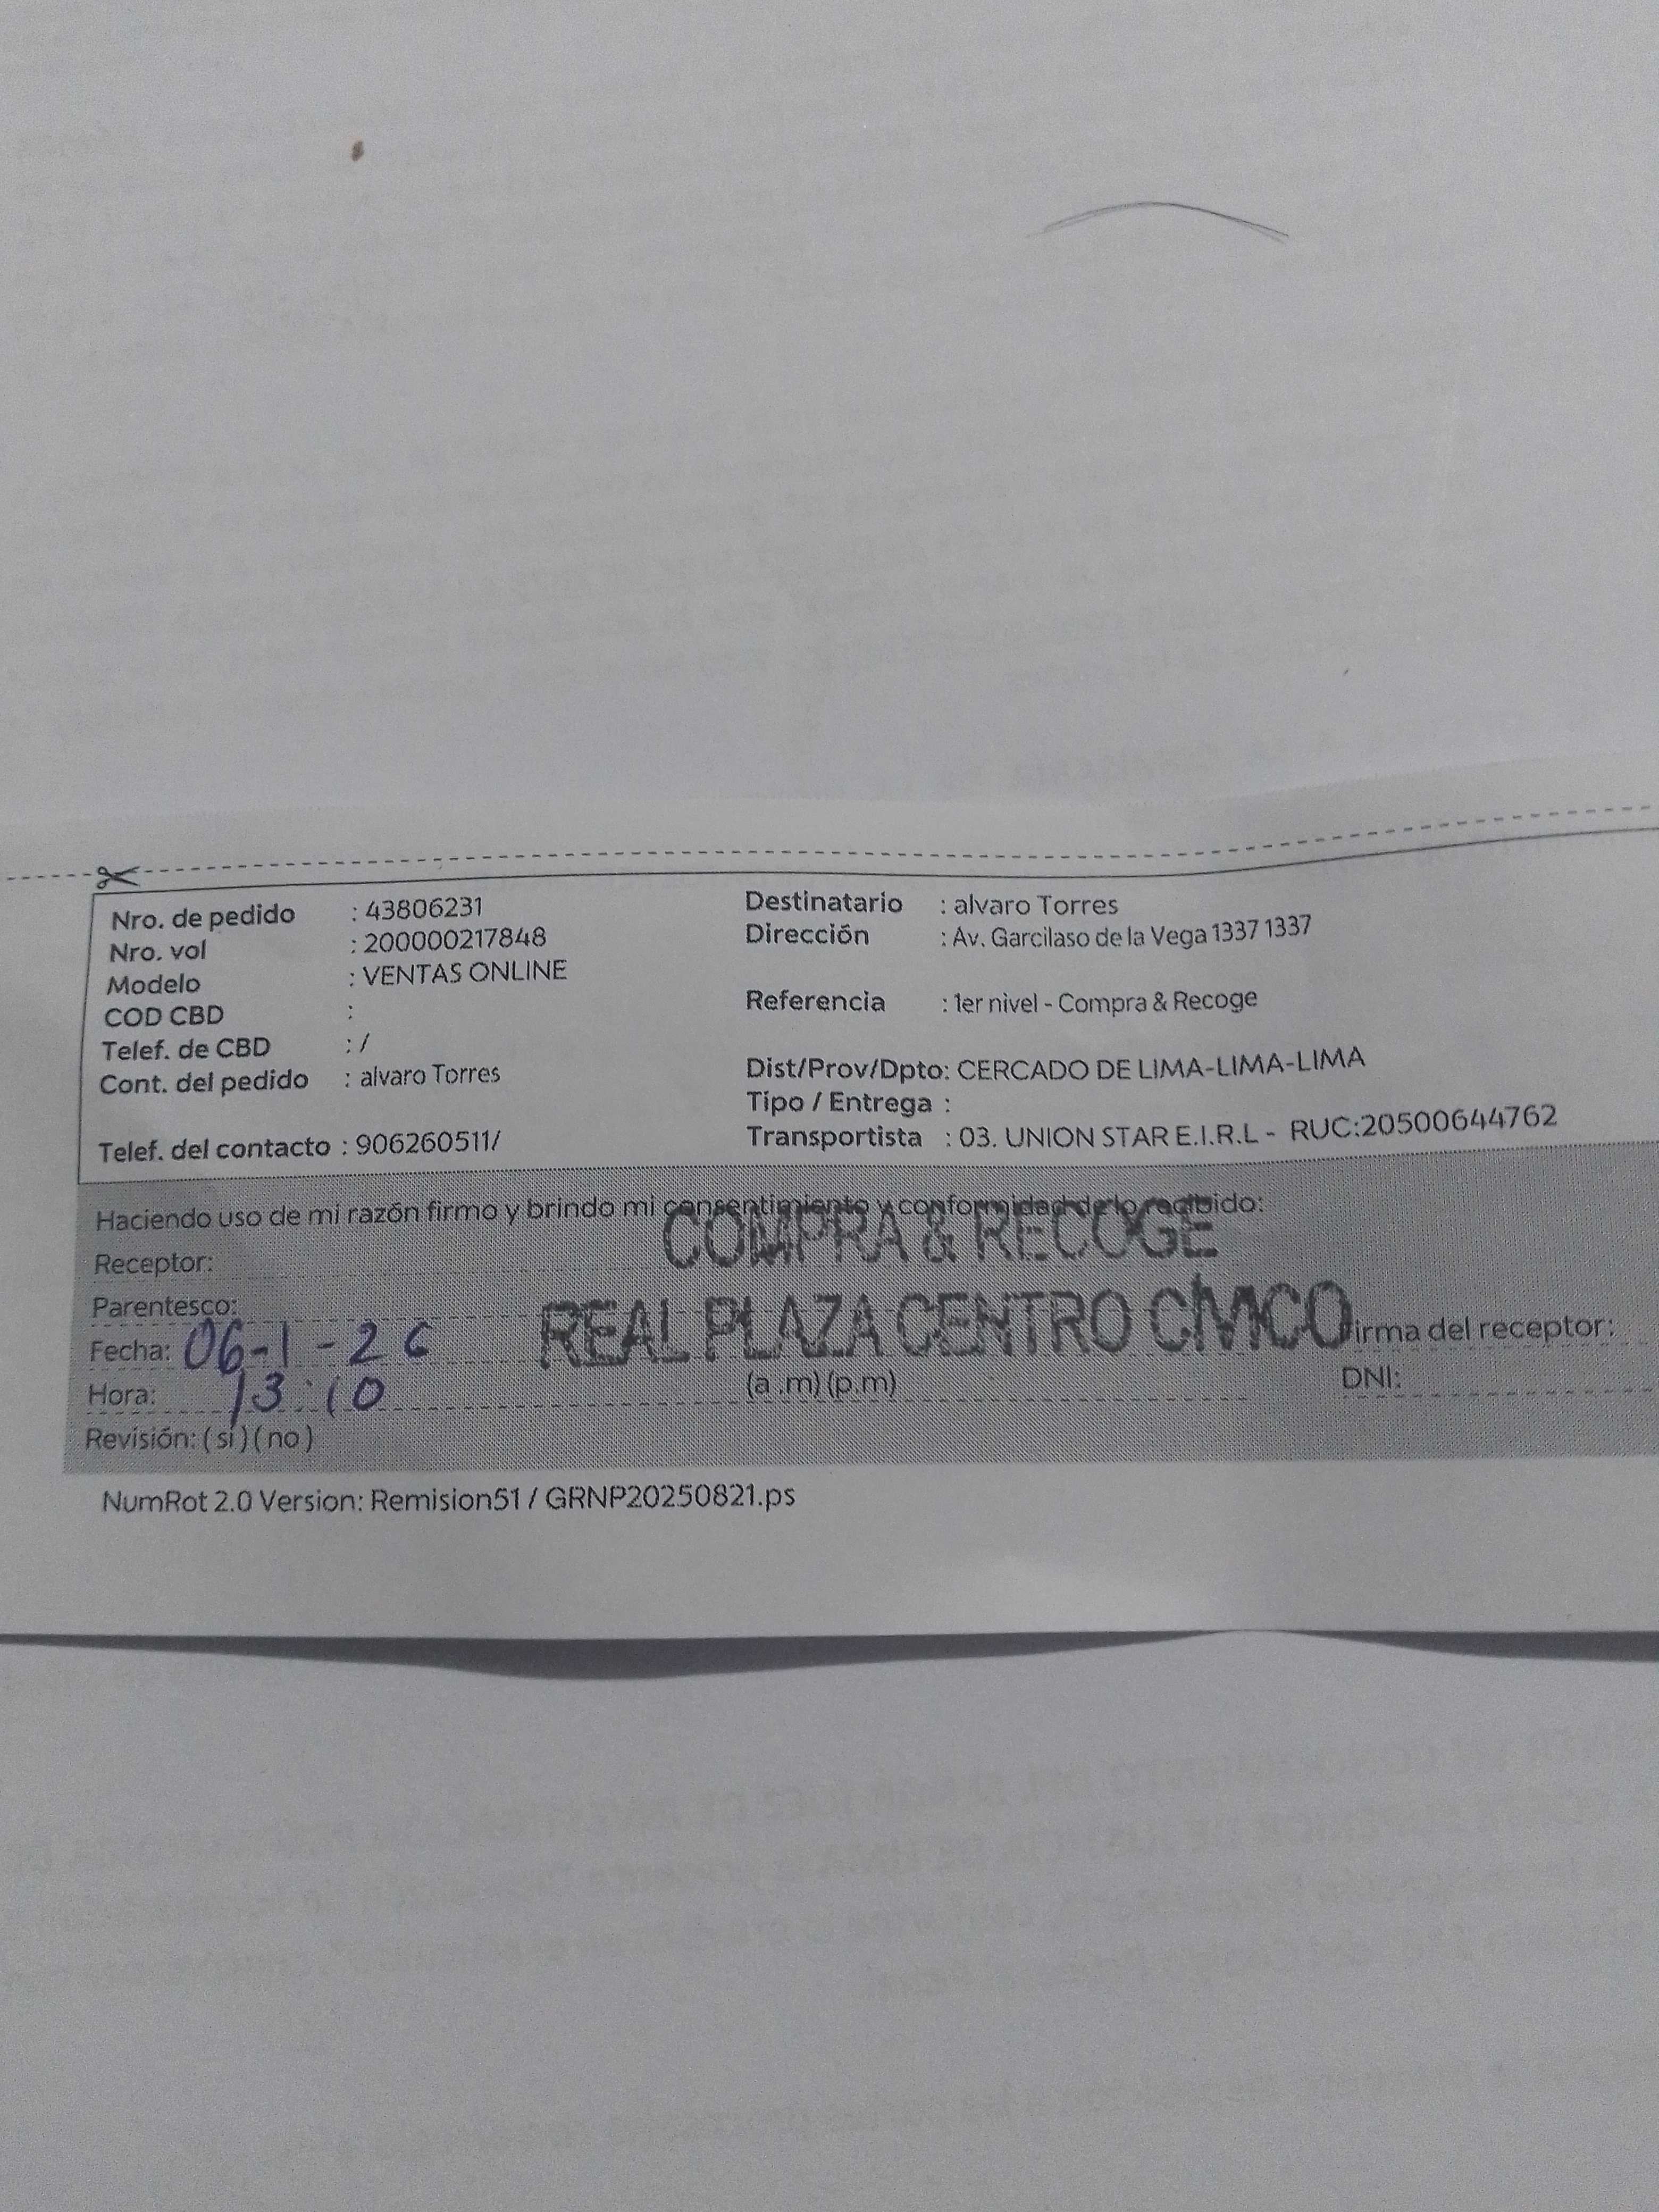 Nro. de pedido : 43806231
Nro. vol : 200000217848
Modelo : VENTAS ONLINE
COD CBD :
Telef. de CBD : /
Cont. del pedido : alvaro Torres
Telef. del contacto : 906260511/
Destinatario : alvaro Torres
Dirección : Av. Garcilaso de la Vega 1337 1337
Referencia : 1er nivel - Compra & Recoge
Dist/Prov/Dpto: CERCADO DE LIMA-LIMA-LIMA
Tipo / Entrega :
Transportista : 03. UNION STAR E.I.R.L - RUC:20500644762
Haciendo uso de mi razón firmo y brindo mi consentimiento y conformidad de lo recibido:
COMPRA & RECOGE
Receptor:
Parentesco:
REAL PLAZA CENTRO CIVICO
Fecha: 06-1-26
irma del receptor:
Hora: 13:10 (a .m) (p.m) DNI:
Revisión: ( si ) ( no )
NumRot 2.0 Version: Remision51 / GRNP20250821.ps